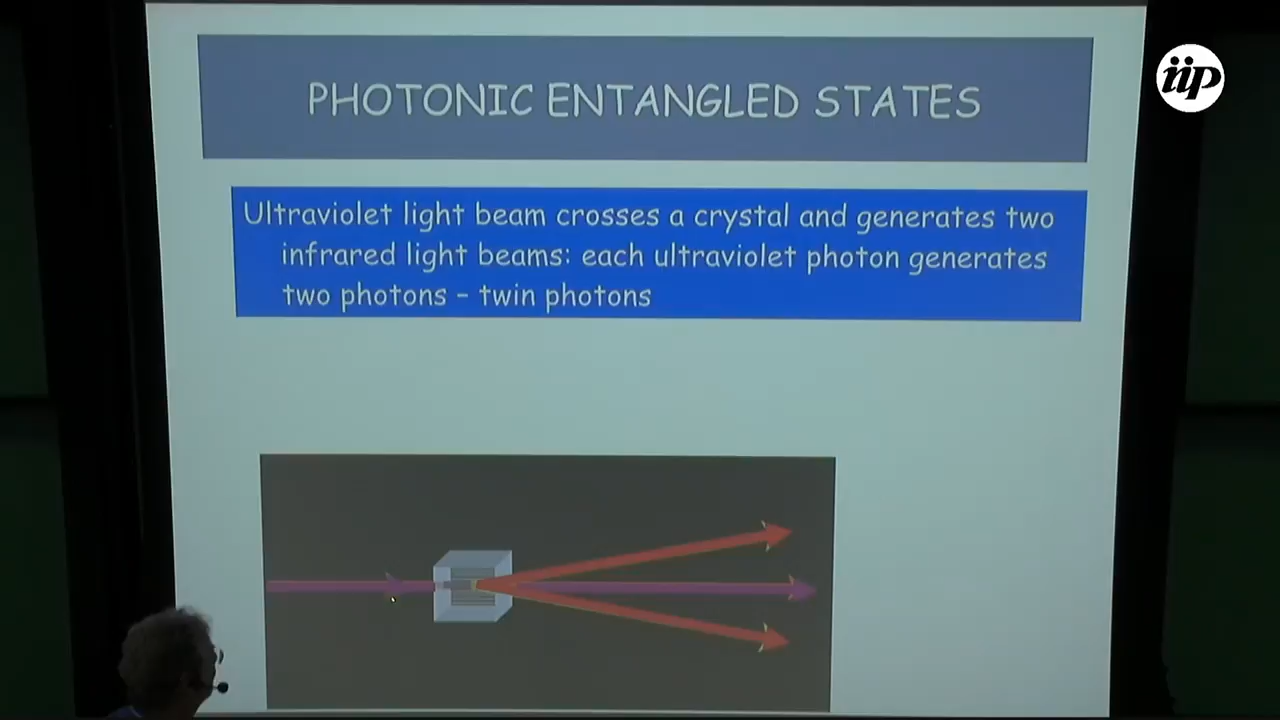 iip
PHOTONIC ENTANGLED STATES
Ultraviolet light beam crosses a crystal and generates two
infrared light beams: each ultraviolet photon generates
two photons – twin photons